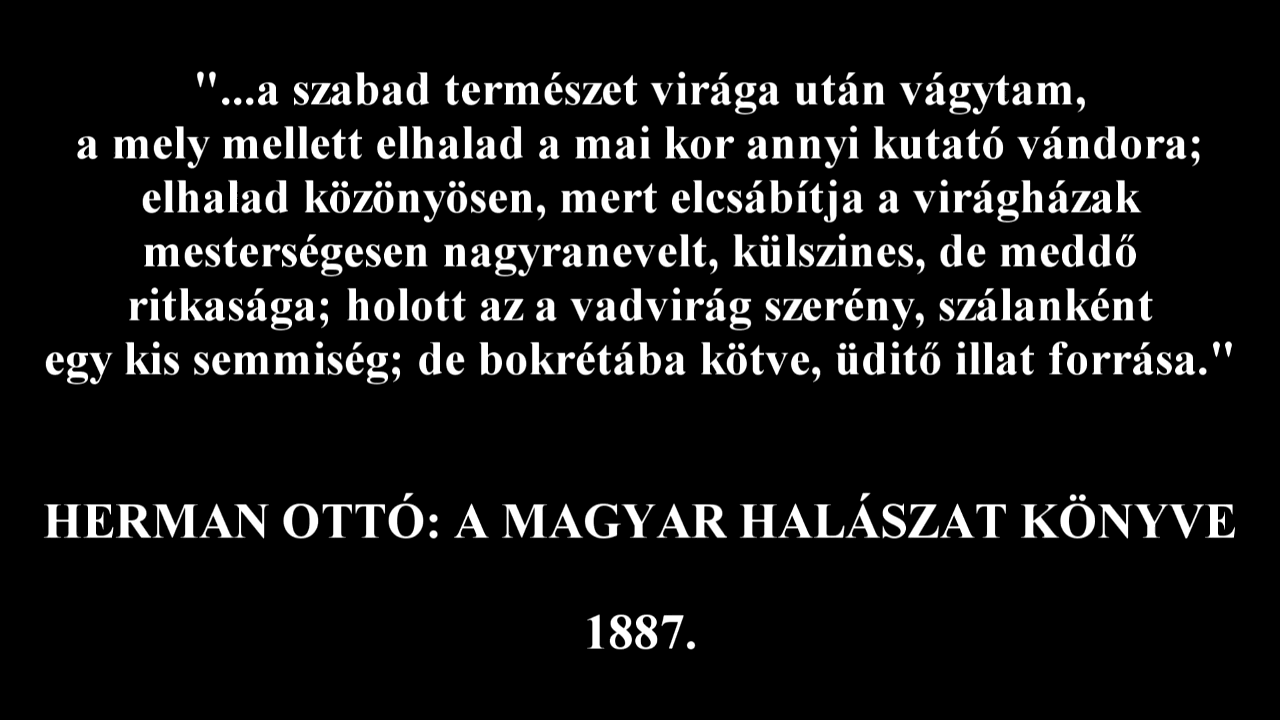 "...a szabad természet virága után vágytam,
a mely mellett elhalad a mai kor annyi kutató vándora;
elhalad közönyösen, mert elcsábítja a virágházak
mesterségesen nagyranevelt, külszines, de meddő
ritkasága; holott az a vadvirág szerény, szálanként
egy kis semmiség; de bokrétába kötve, üditő illat forrása."
HERMAN OTTÓ: A MAGYAR HALÁSZAT KÖNYVE
1887.